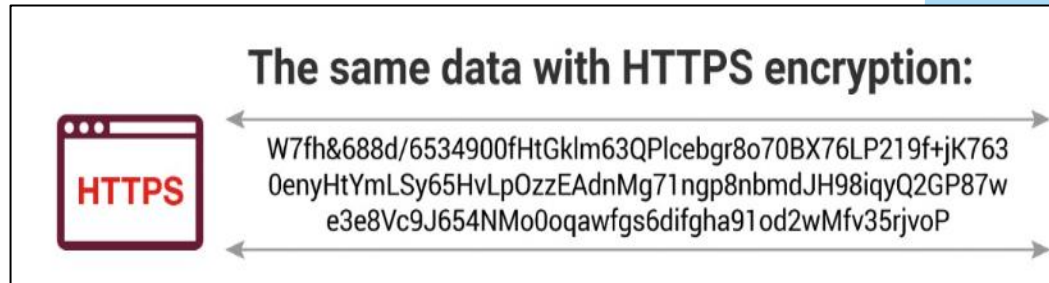 The same data with HTTPS encryption:
HTTPS
W7fh&688d/6534900fHtGklm63QPlcebgr8o70BX76LP219f+jK763
0enyHtYmLSy65HvLpOzzEAdnMg71ngp8nbmdJH98iqyQ2GP87w
e3e8Vc9J654NMo0oqawfgs6difgha91od2wMfv35rjvoP